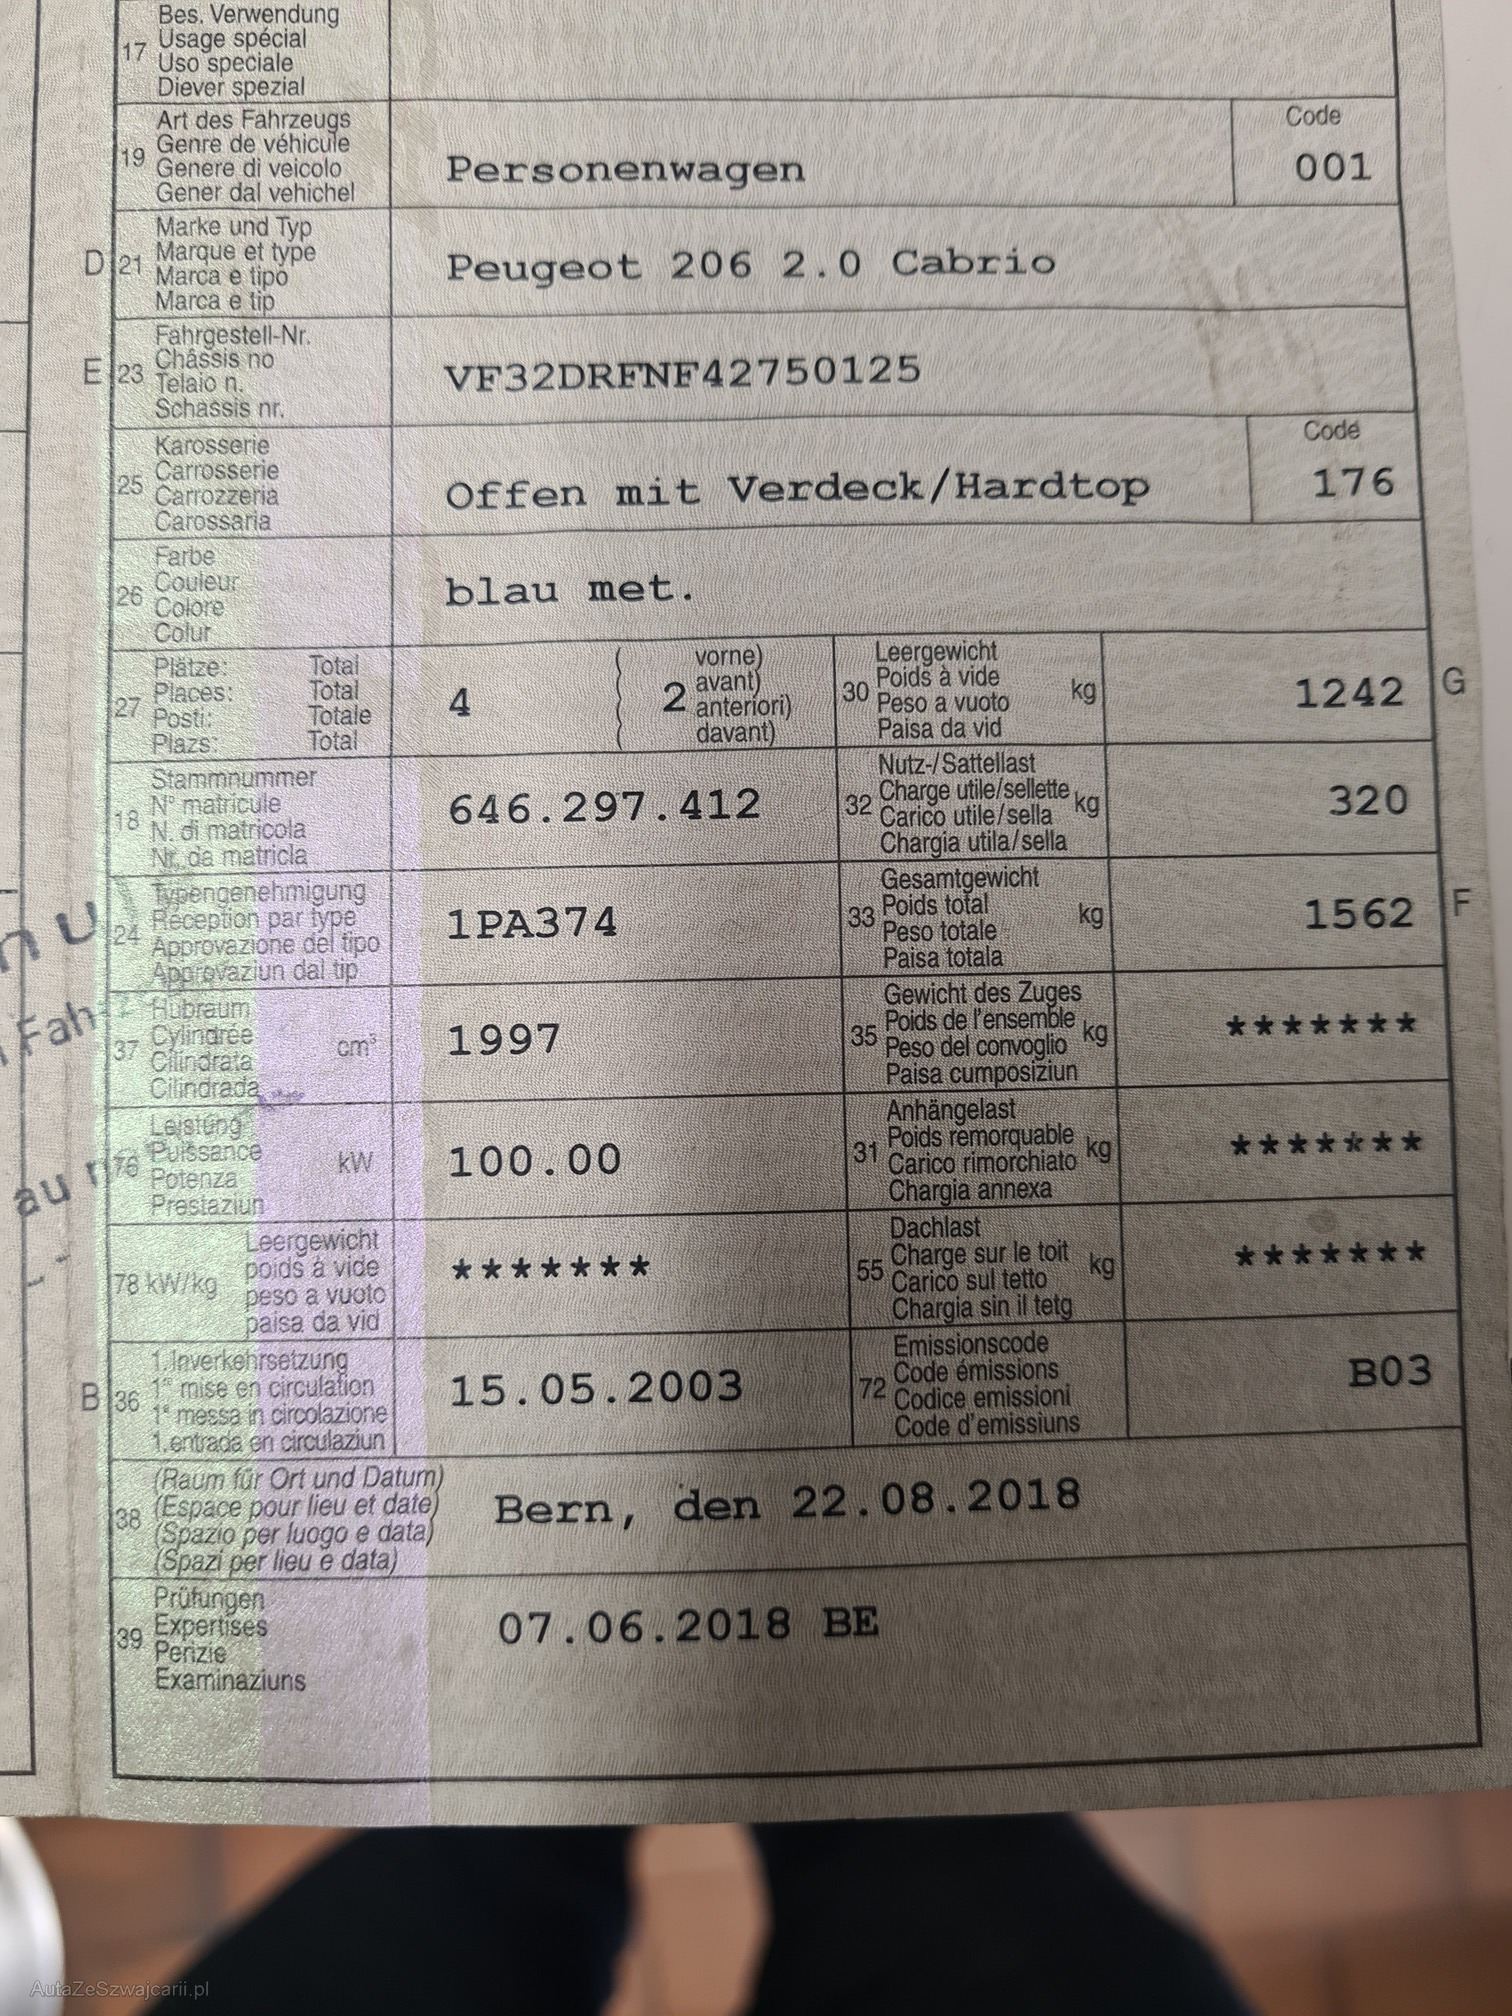 17 Bes. Verwendung
Usage spécial
Uso speciale
Diever spezial
19 Art des Fahrzeugs
Genre de véhicule
Genere di veicolo
Gener dal vehichel
Personenwagen
Code
001
D 21 Marke und Typ
Marque et type
Marca e tipo
Marca e tip
Peugeot 206 2.0 Cabrio
E 23 Fahrgestell-Nr.
Châssis no
Telaio n.
Schassis nr.
VF32DRFNF42750125
25 Karosserie
Carrosserie
Carrozzeria
Carossaria
Offen mit Verdeck/Hardtop
Code
176
26 Farbe
Couleur
Colore
Colur
blau met.
27 Plätze: Total
Places: Total
Posti: Totale
Plazs: Total
4
2
vorne)
avant)
anteriori)
davant)
30 Leergewicht
Poids à vide
Peso a vuoto
Paisa da vid
kg
1242 G
18 Stammnummer
N° matricule
N. di matricola
Nr. da matricla
646.297.412
32 Nutz-/Sattellast
Charge utile/sellette
Carico utile/sella
Chargia utila/sella
kg
320
24 Typengenehmigung
Réception par type
Approvazione del tipo
Approvaziun dal tip
1PA374
33 Gesamtgewicht
Poids total
Peso totale
Paisa totala
kg
1562 F
37 Hubraum
Cylindrée
Cilindrata
Cilindrada
cm³
1997
35 Gewicht des Zuges
Poids de l'ensemble
Peso del convoglio
Paisa cumposiziun
kg
*******
76 Leistung
Puissance
Potenza
Prestaziun
kW
100.00
31 Anhängelast
Poids remorquable
Carico rimorchiato
Chargia annexa
kg
*******
78 kW/kg Leergewicht
poids à vide
peso a vuoto
paisa da vid
*******
55 Dachlast
Charge sur le toit
Carico sul tetto
Chargia sin il tetg
kg
*******
B 36 1. Inverkehrsetzung
1re mise en circulation
1a messa in circolazione
1. entrada en circulaziun
15.05.2003
72 Emissionscode
Code émissions
Codice emissioni
Code d'emissiuns
B03
38 (Raum für Ort und Datum)
(Espace pour lieu et date)
(Spazio per luogo e data)
(Spazi per lieu e data)
Bern, den 22.08.2018
39 Prüfungen
Expertises
Perizie
Examinaziuns
07.06.2018 BE
AutaZeSzwajcarii.pl